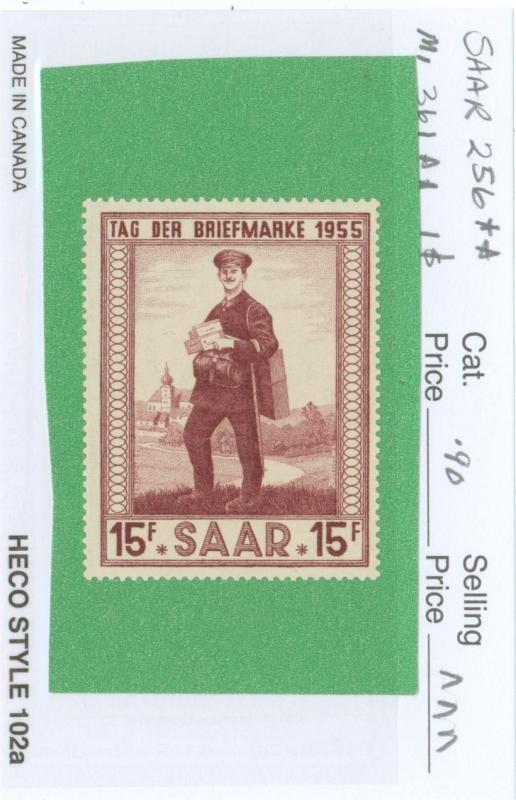 SAAR 256**
Mi 361** 1$
Cat. Price .90
Selling Price
TAG DER BRIEFMARKE 1955
15F * SAAR * 15F
MADE IN CANADA
HECO STYLE 102a